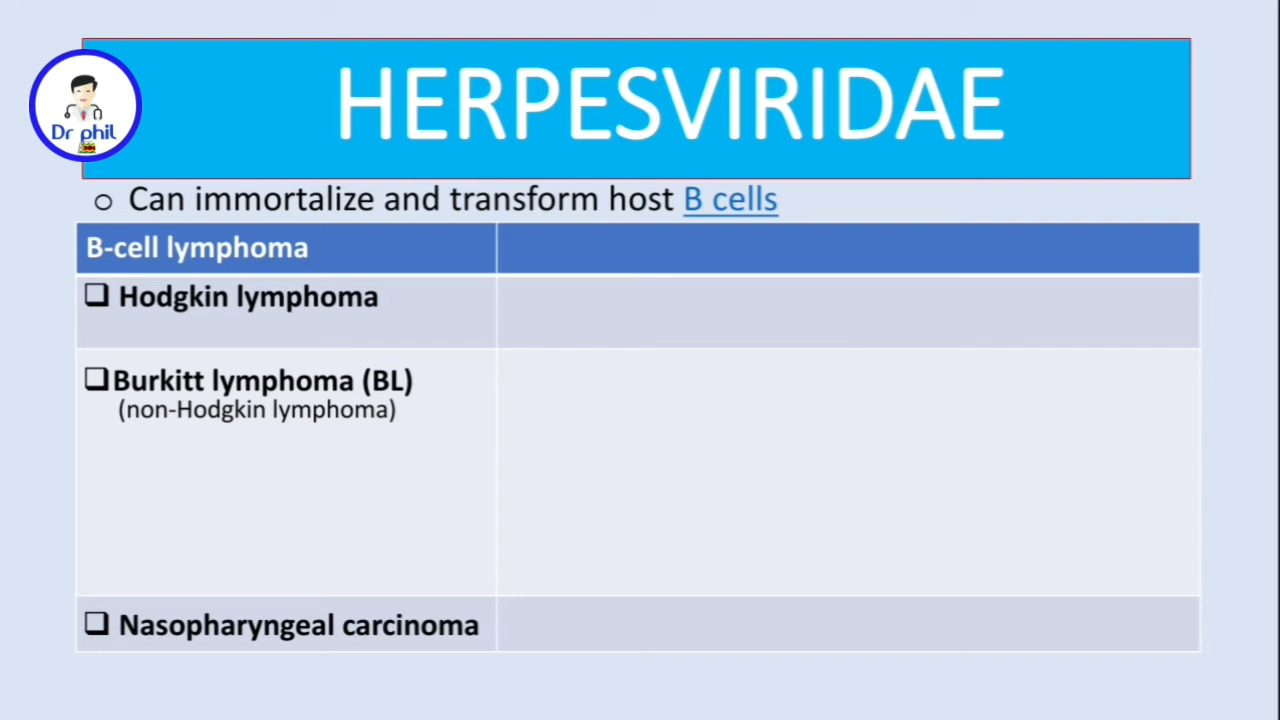 HERPESVIRIDAE
Dr phil
o Can immortalize and transform host B cells
B-cell lymphoma
❑ Hodgkin lymphoma
❑ Burkitt lymphoma (BL)
(non-Hodgkin lymphoma)
❑ Nasopharyngeal carcinoma